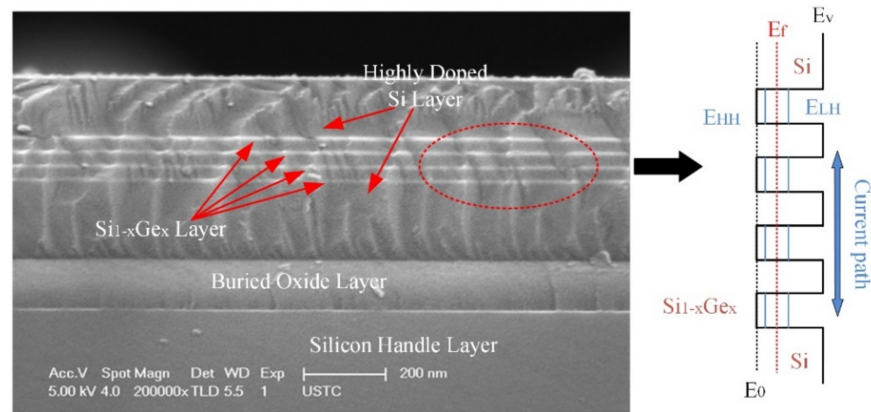 Highly Doped
Si Layer
Si1-xGex Layer
Buried Oxide Layer
Silicon Handle Layer
Acc.V Spot Magn Det WD Exp
5.00 kV 4.0 200000x TLD 5.5 1
200 nm
USTC
Ev
Ef
Si
EHH
ELH
Current path
Si1-xGex
Si
E0